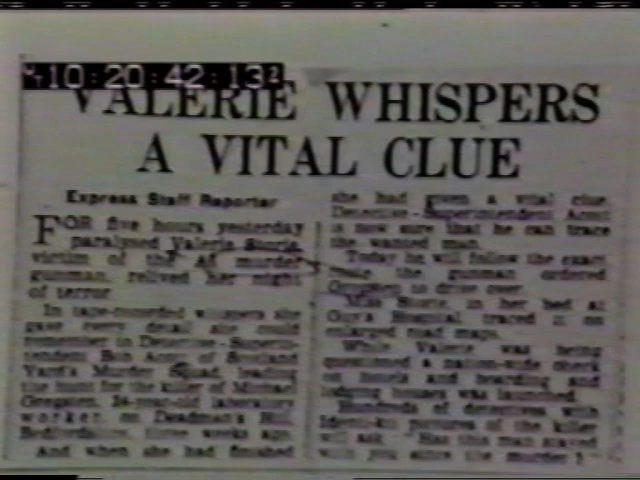 10:20:42:13
VALERIE WHISPERS
A VITAL CLUE
Express Staff Reporter
FOR five hours yesterday
paralysed Valerie Storie,
victim of the A6 murder
gunman, relived her night
of terror.
In tape-recorded whispers she
gave every detail she could
remember to Detective-Superin-
tendent Bob Acott of Scotland
Yard's Murder Squad, leading
the hunt for the killer of Michael
Gregsten, 34-year-old laboratory
worker on Deadman's Hill,
Bedfordshire, three weeks ago.
And when she had finished
she had given a vital clue.
Detective-Superintendent Acott
is now sure that he can trace
the wanted man.
Today he will follow the exact
the gunman ordered
Gregsten to drive over.
Miss Storie, in her bed at
Guy's Hospital, traced it on
enlarged road maps.
While Valerie was being
questioned a nation-wide check
on hotels and boarding and
lodging houses was launched.
Hundreds of detectives with
Identi-kit pictures of the killer
will ask: "Has this man stayed
with you since the murder?"